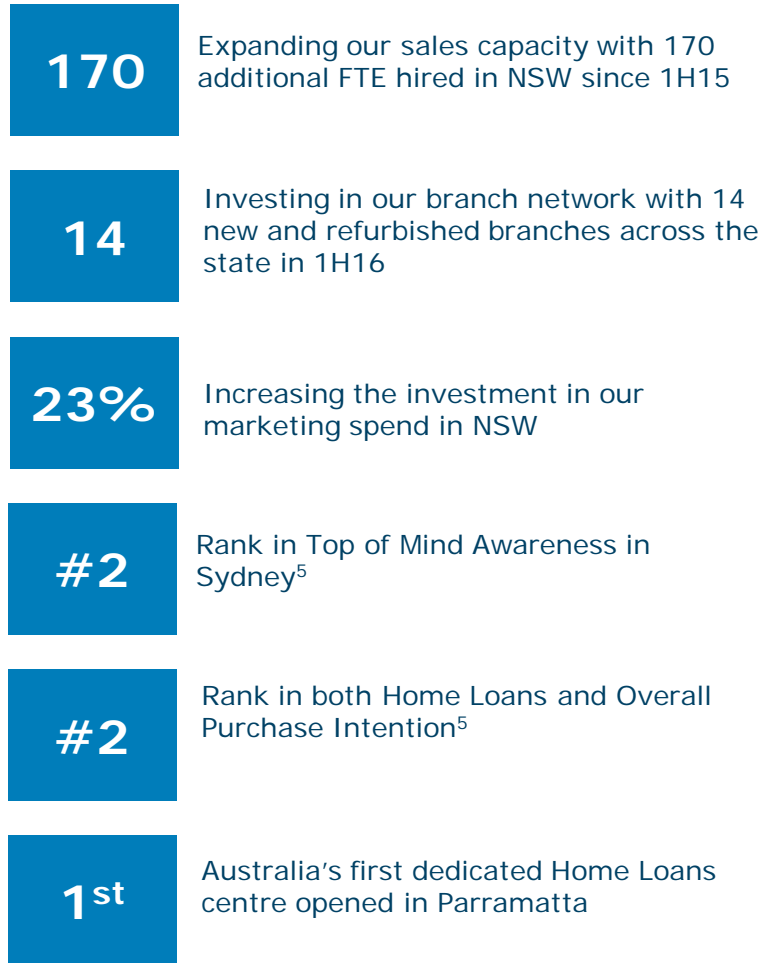 170
Expanding our sales capacity with 170
additional FTE hired in NSW since 1H15
14
Investing in our branch network with 14
new and refurbished branches across the
state in 1H16
23%
Increasing the investment in our
marketing spend in NSW
#2
Rank in Top of Mind Awareness in
Sydney⁵
#2
Rank in both Home Loans and Overall
Purchase Intention⁵
1ˢᵗ
Australia’s first dedicated Home Loans
centre opened in Parramatta